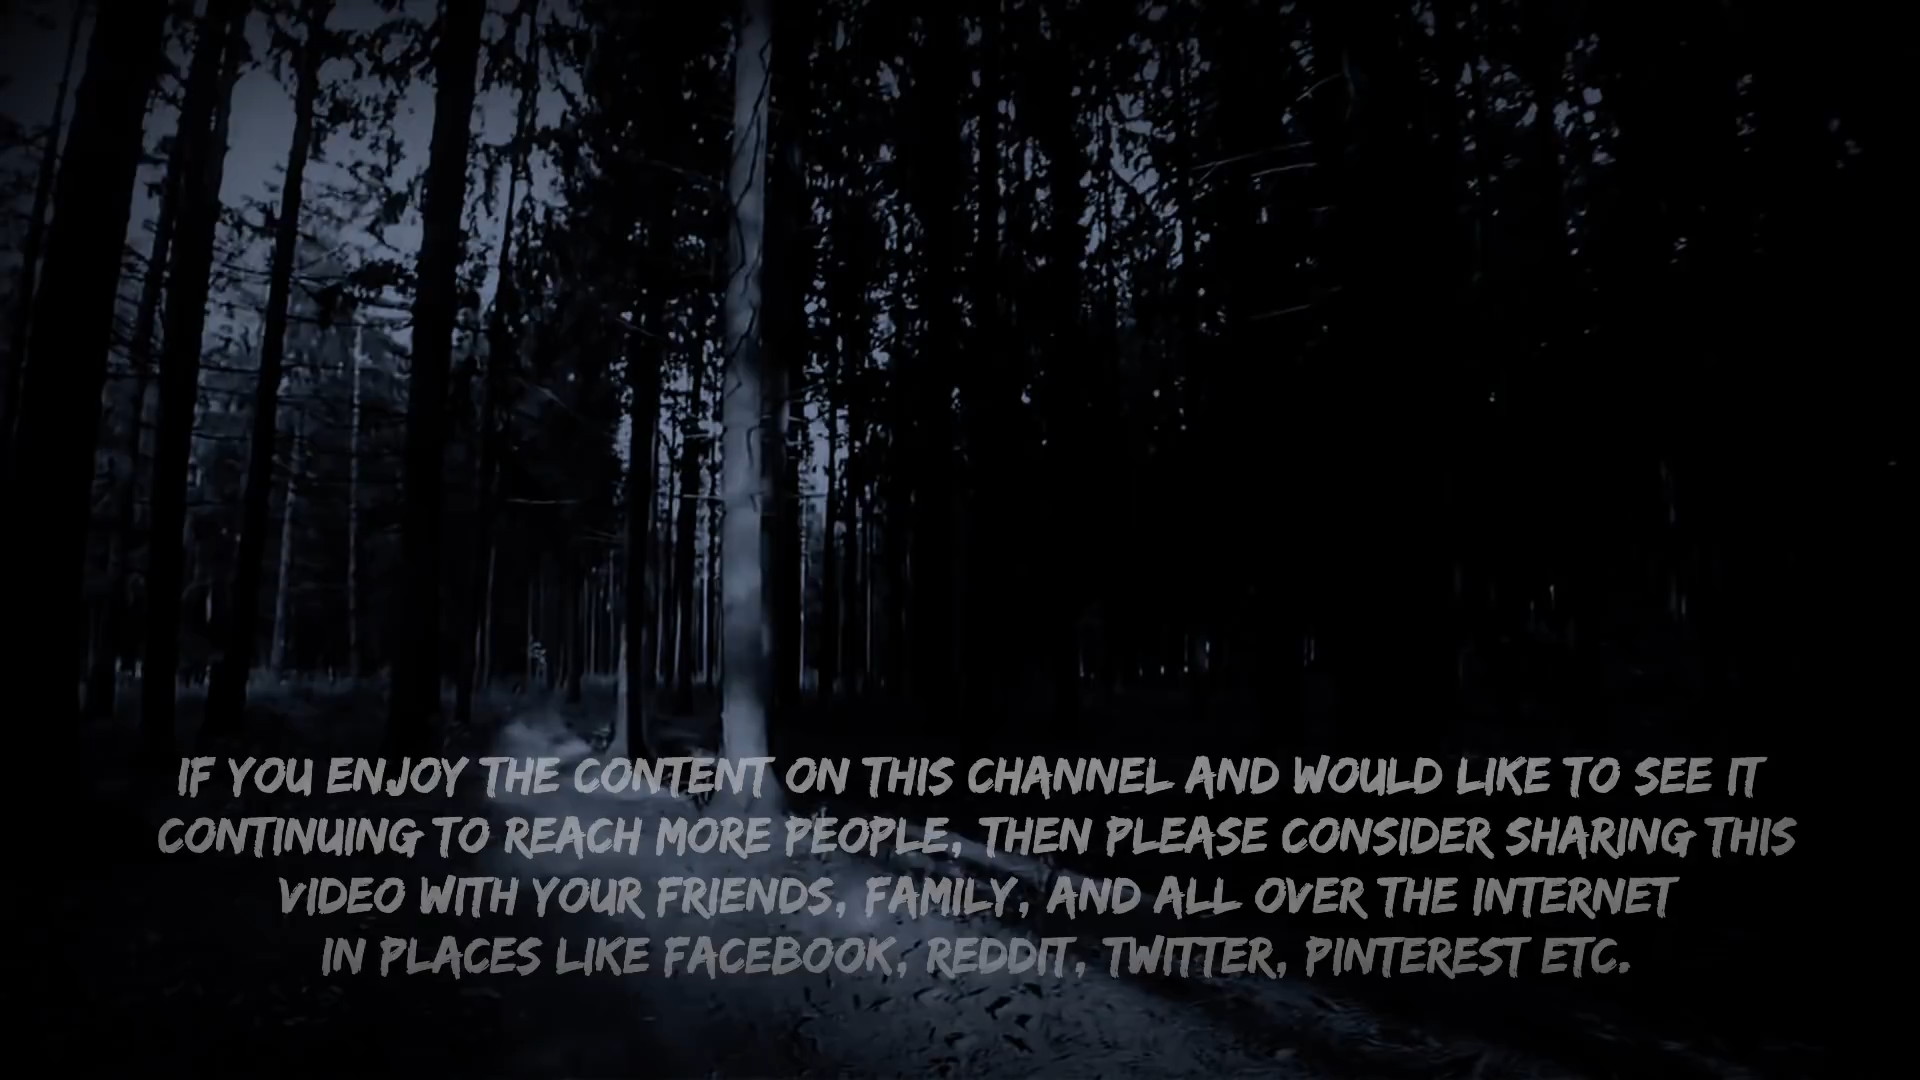 IF YOU ENJOY THE CONTENT ON THIS CHANNEL AND WOULD LIKE TO SEE IT
CONTINUING TO REACH MORE PEOPLE, THEN PLEASE CONSIDER SHARING THIS
VIDEO WITH YOUR FRIENDS, FAMILY, AND ALL OVER THE INTERNET
IN PLACES LIKE FACEBOOK, REDDIT, TWITTER, PINTEREST ETC.